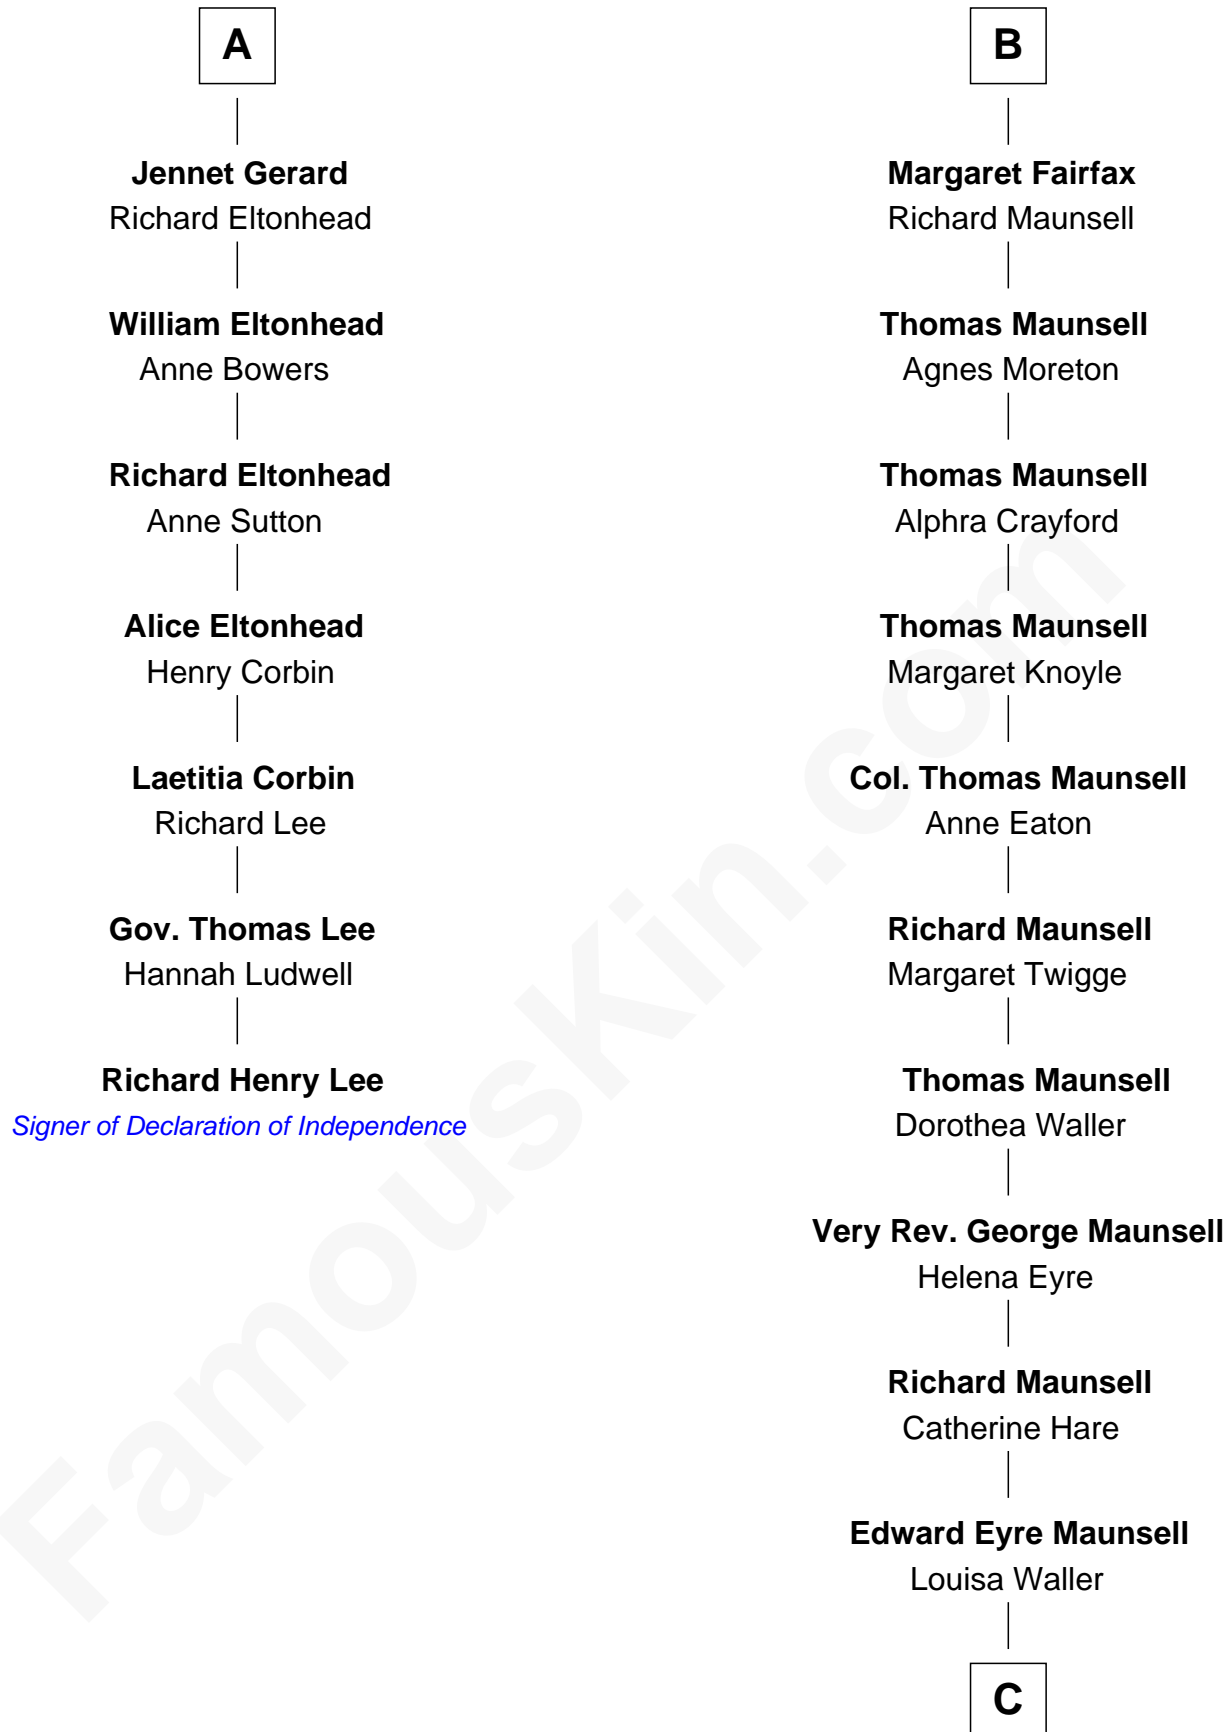 A
Jennet Gerard
Richard Eltonhead
William Eltonhead
Anne Bowers
Richard Eltonhead
Anne Sutton
Alice Eltonhead
Henry Corbin
Laetitia Corbin
Richard Lee
Gov. Thomas Lee
Hannah Ludwell
Richard Henry Lee
Signer of Declaration of Independence
B
Margaret Fairfax
Richard Maunsell
Thomas Maunsell
Agnes Moreton
Thomas Maunsell
Alphra Crayford
Thomas Maunsell
Margaret Knoyle
Col. Thomas Maunsell
Anne Eaton
Richard Maunsell
Margaret Twigge
Thomas Maunsell
Dorothea Waller
Very Rev. George Maunsell
Helena Eyre
Richard Maunsell
Catherine Hare
Edward Eyre Maunsell
Louisa Waller
C
FamousKin.com